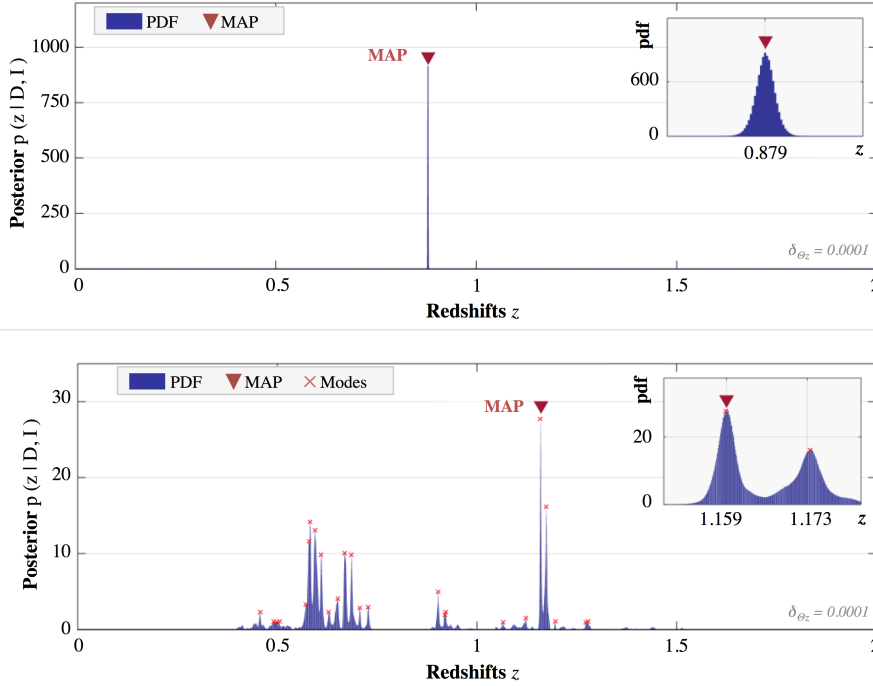 PDF MAP
1000
750
500
250
0
Posterior p (z | D, I )
MAP
pdf
600
0
0.879
z
δΘz = 0.0001
0 0.5 1 1.5 2
Redshifts z
PDF MAP Modes
30
20
10
0
Posterior p (z | D, I )
MAP
pdf
20
0
1.159 1.173 z
δΘz = 0.0001
0 0.5 1 1.5 2
Redshifts z